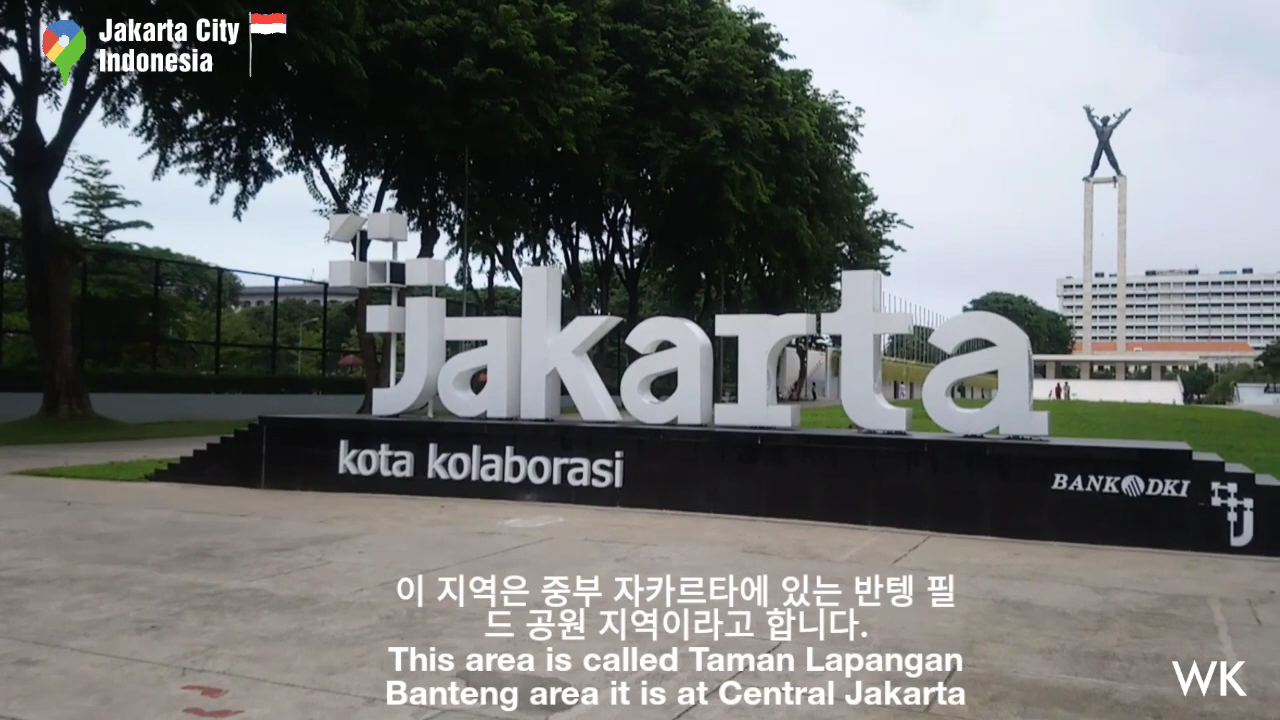 Jakarta City
Indonesia
jakarta
kota kolaborasi
BANK DKI
이 지역은 중부 자카르타에 있는 반텡 필
드 공원 지역이라고 합니다.
This area is called Taman Lapangan
Banteng area it is at Central Jakarta
WK